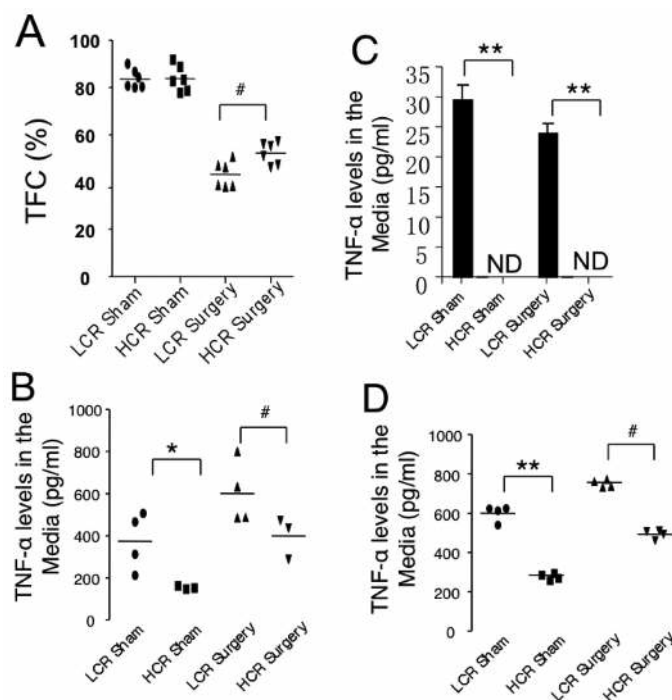 A
TFC (%)
100
80
60
40
20
0
#
LCR Sham
HCR Sham
LCR Surgery
HCR Surgery
C
TNF-α levels in the
Media (pg/ml)
35
30
25
20
15
10
5
0
**
**
ND
ND
LCR Sham
HCR Sham
LCR Surgery
HCR Surgery
B
TNF-α levels in the
Media (pg/ml)
1000
800
600
400
200
0
*
#
LCR Sham
HCR Sham
LCR Surgery
HCR Surgery
D
TNF-α levels in the
Media (pg/ml)
1000
800
600
400
200
0
**
#
LCR Sham
HCR Sham
LCR Surgery
HCR Surgery